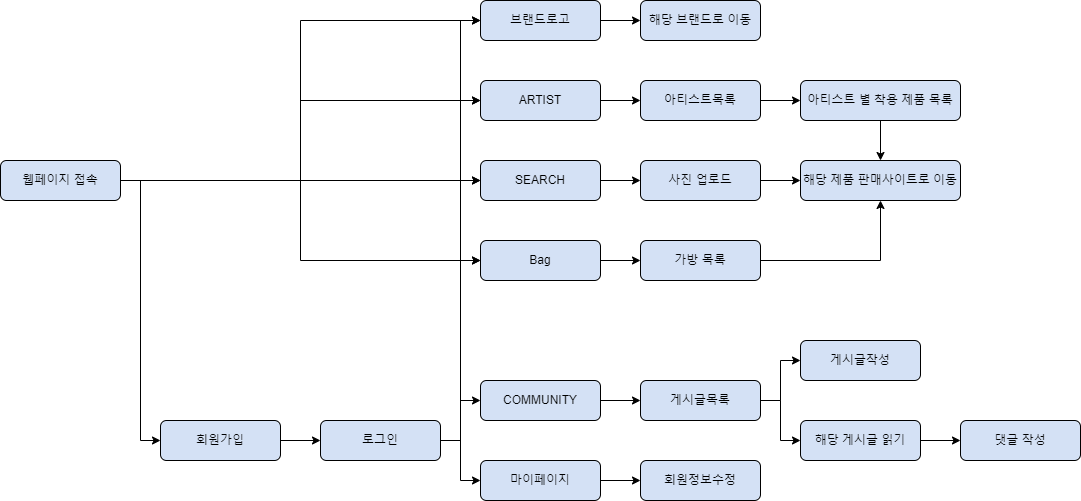 브랜드로고
해당 브랜드로 이동
ARTIST
아티스트목록
아티스트 별 착용 제품 목록
웹페이지 접속
SEARCH
사진 업로드
해당 제품 판매사이트로 이동
Bag
가방 목록
게시글작성
COMMUNITY
게시글목록
회원가입
로그인
해당 게시글 읽기
댓글 작성
마이페이지
회원정보수정